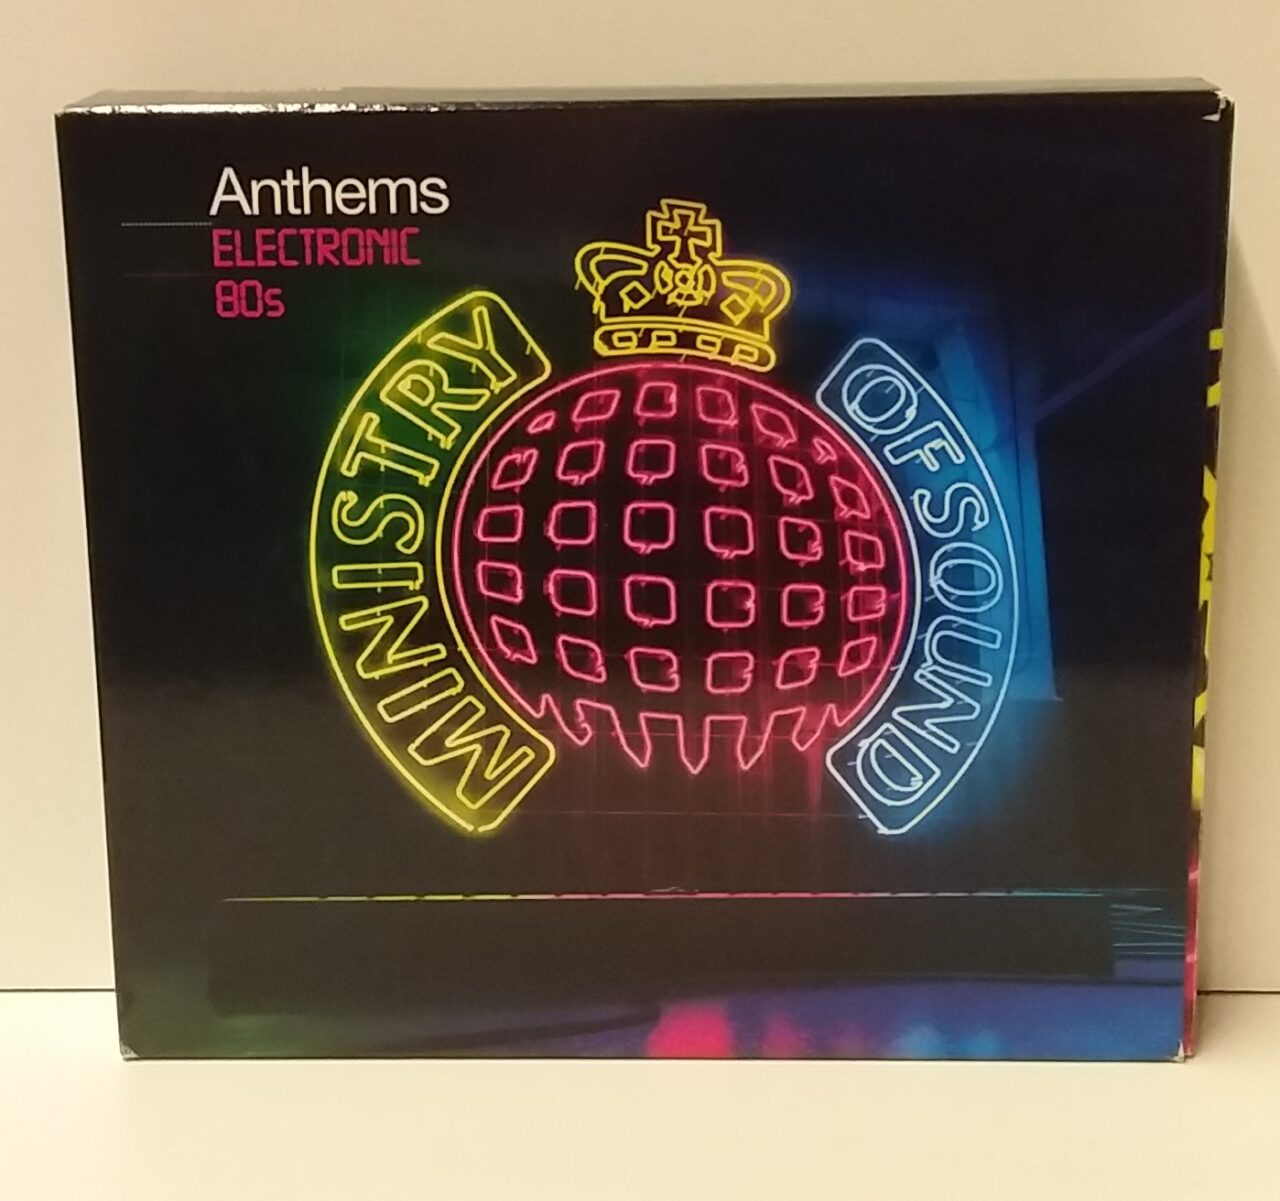 Anthems
ELECTRONIC
80s
MINISTRY
OF SOUND